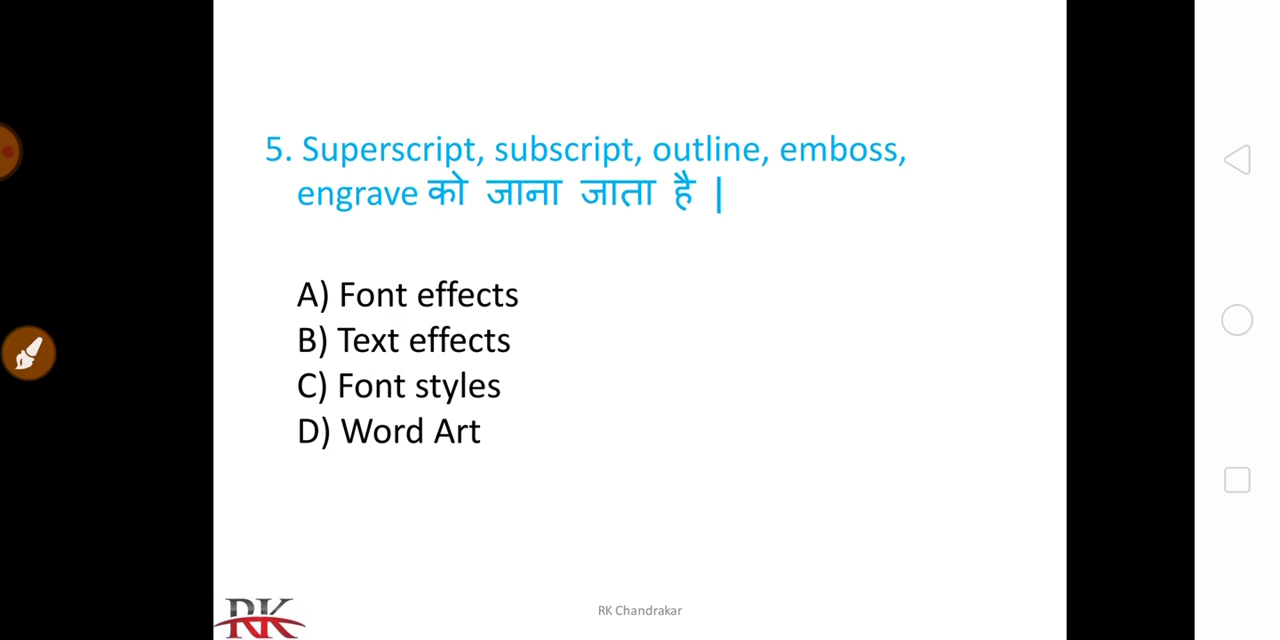 5. Superscript, subscript, outline, emboss,
engrave को जाना जाता है |
A) Font effects
B) Text effects
C) Font styles
D) Word Art
RK
RK Chandrakar